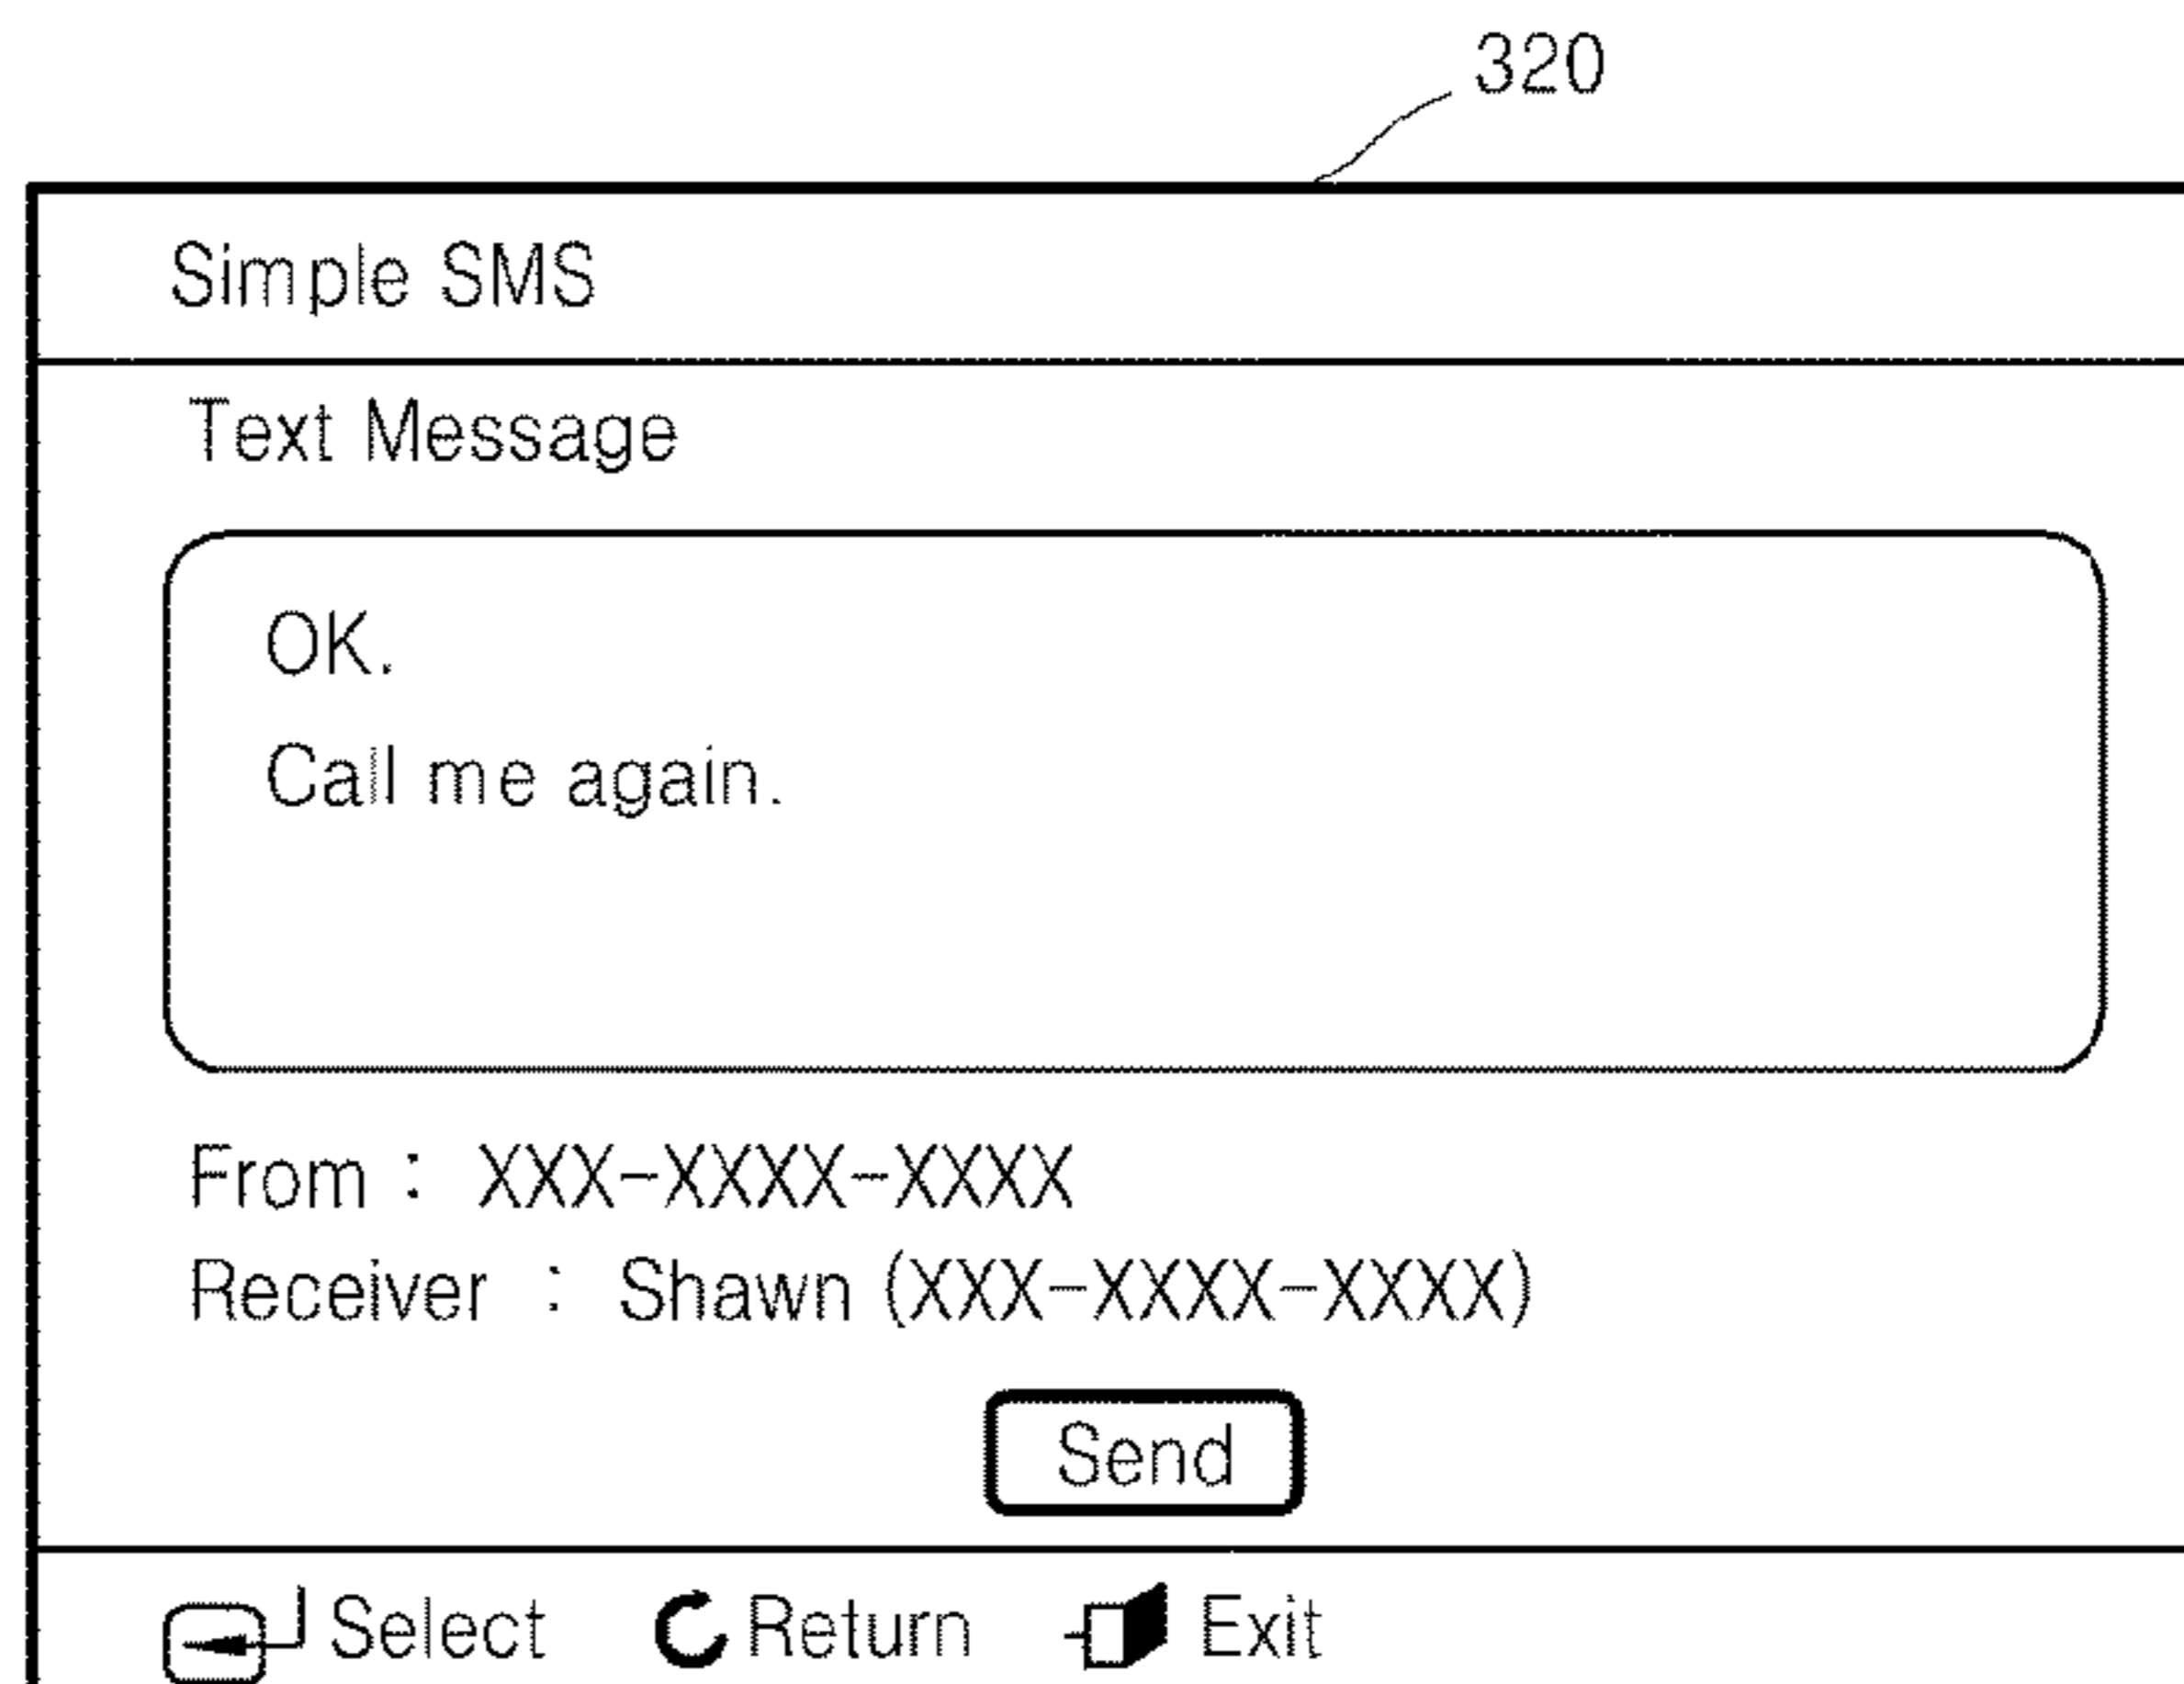 320
Simple SMS
Text Message
OK.
Call me again.
From : XXX-XXXX-XXXX
Receiver : Shawn (XXX-XXXX-XXXX)
Send
Select Return Exit